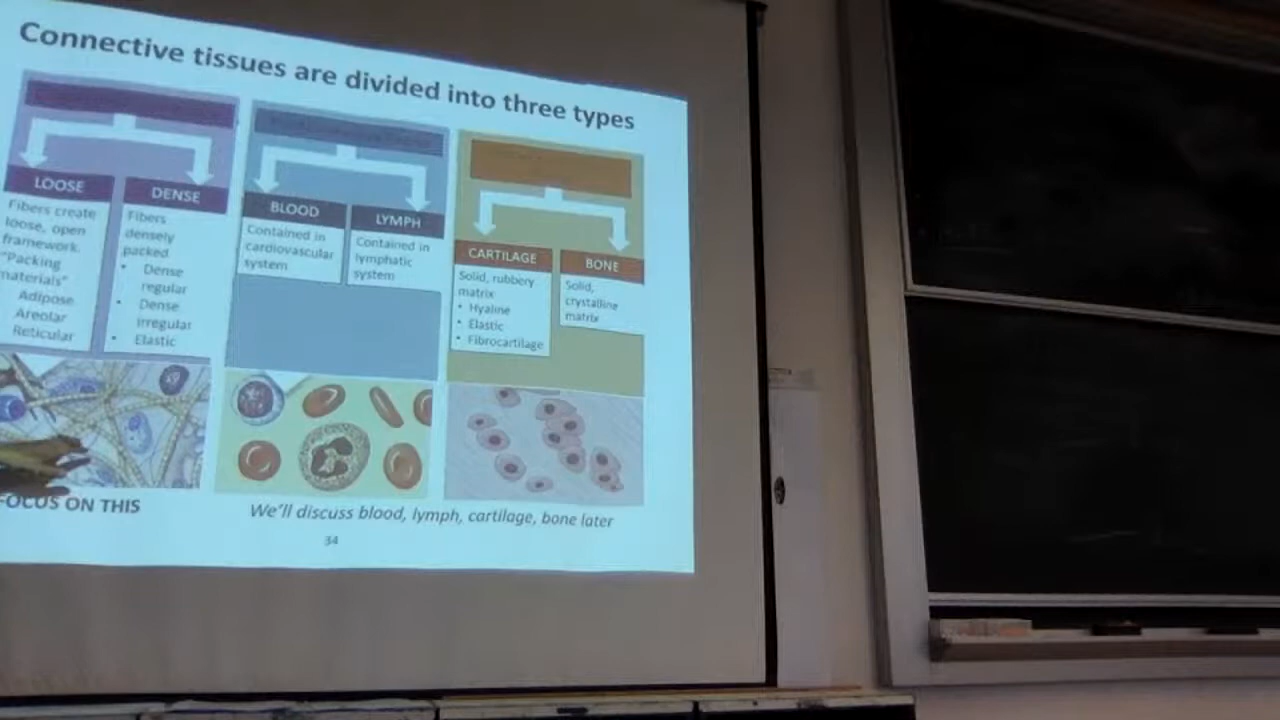 Connective tissues are divided into three types
LOOSE
Fibers create
loose, open
framework.
"Packing
materials"
Adipose
Areolar
Reticular
DENSE
Fibers
densely
packed
• Dense
regular
• Dense
irregular
• Elastic
BLOOD
Contained in
cardiovascular
system
LYMPH
Contained in
lymphatic
system
CARTILAGE
Solid, rubbery
matrix
• Hyaline
• Elastic
• Fibrocartilage
BONE
Solid,
crystalline
matrix
FOCUS ON THIS
We'll discuss blood, lymph, cartilage, bone later
34